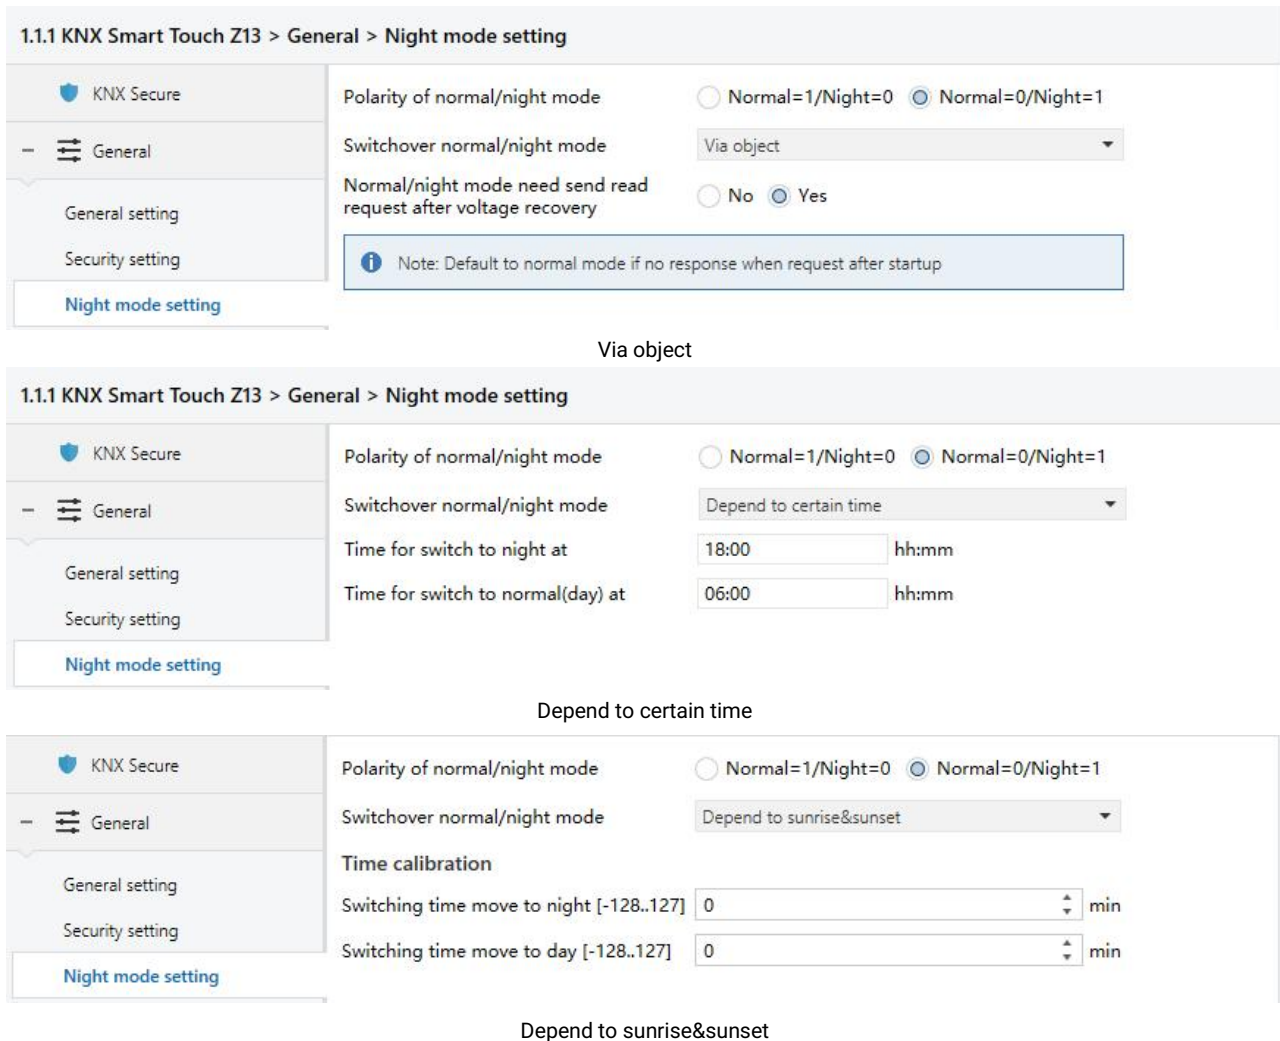 1.1.1 KNX Smart Touch Z13 > General > Night mode setting
KNX Secure
General
General setting
Security setting
Night mode setting
Polarity of normal/night mode
Normal=1/Night=0 Normal=0/Night=1
Switchover normal/night mode
Via object
Normal/night mode need send read
request after voltage recovery
No Yes
Note: Default to normal mode if no response when request after startup
Via object
1.1.1 KNX Smart Touch Z13 > General > Night mode setting
KNX Secure
General
General setting
Security setting
Night mode setting
Polarity of normal/night mode
Normal=1/Night=0 Normal=0/Night=1
Switchover normal/night mode
Depend to certain time
Time for switch to night at
18:00 hh:mm
Time for switch to normal(day) at
06:00 hh:mm
Depend to certain time
KNX Secure
General
General setting
Security setting
Night mode setting
Polarity of normal/night mode
Normal=1/Night=0 Normal=0/Night=1
Switchover normal/night mode
Depend to sunrise&sunset
Time calibration
Switching time move to night [-128..127]
0 min
Switching time move to day [-128..127]
0 min
Depend to sunrise&sunset